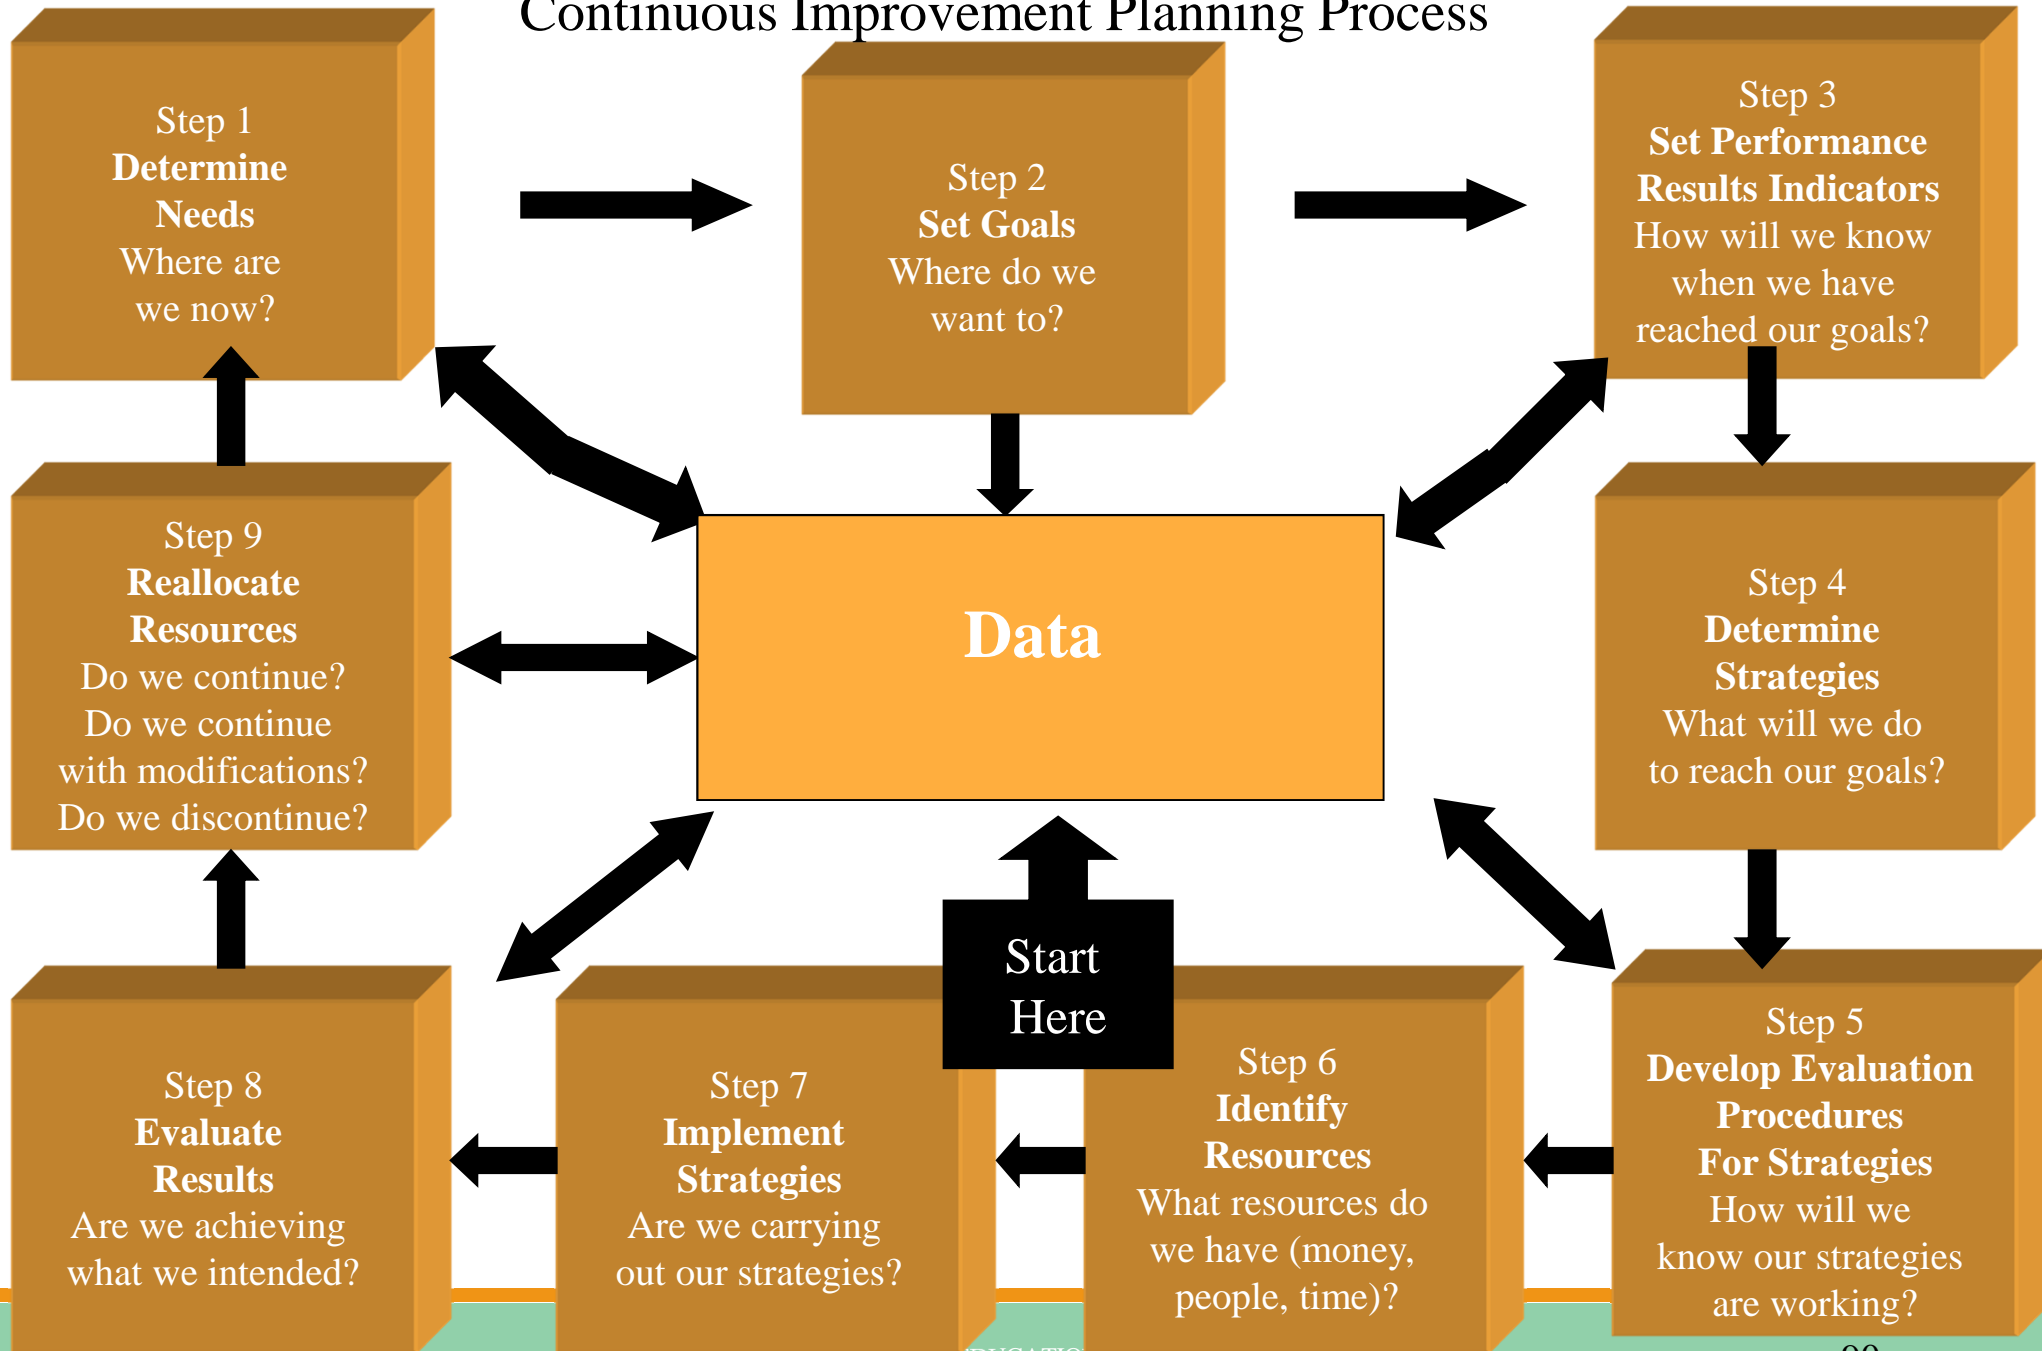 Continuous Improvement Planning Process
Step 1
Determine
Needs
Where are
we now?
Step 2
Set Goals
Where do we
want to?
Step 3
Set Performance
Results Indicators
How will we know
when we have
reached our goals?
Step 4
Determine
Strategies
What will we do
to reach our goals?
Step 5
Develop Evaluation
Procedures
For Strategies
How will we
know our strategies
are working?
Step 6
Identify
Resources
What resources do
we have (money,
people, time)?
Step 7
Implement
Strategies
Are we carrying
out our strategies?
Step 8
Evaluate
Results
Are we achieving
what we intended?
Step 9
Reallocate
Resources
Do we continue?
Do we continue
with modifications?
Do we discontinue?
Data
Start
Here